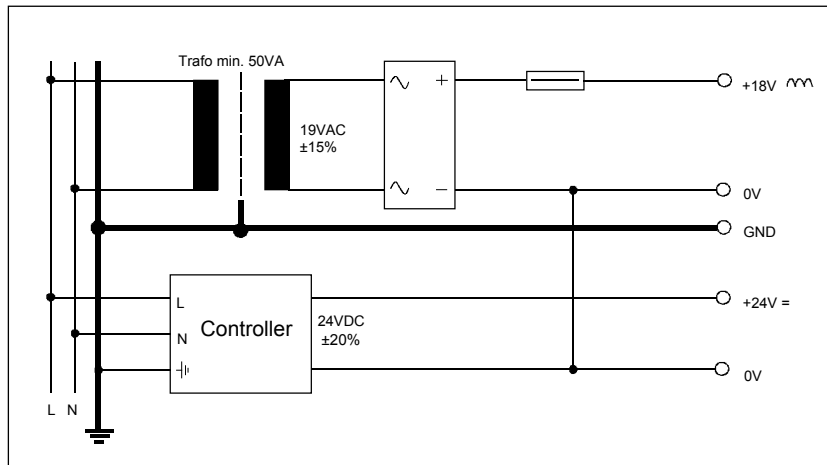 Trafo min. 50VA
19VAC
±15%
+
+18V
−
0V
GND
L
N
Controller
24VDC
±20%
+24V =
0V
L N